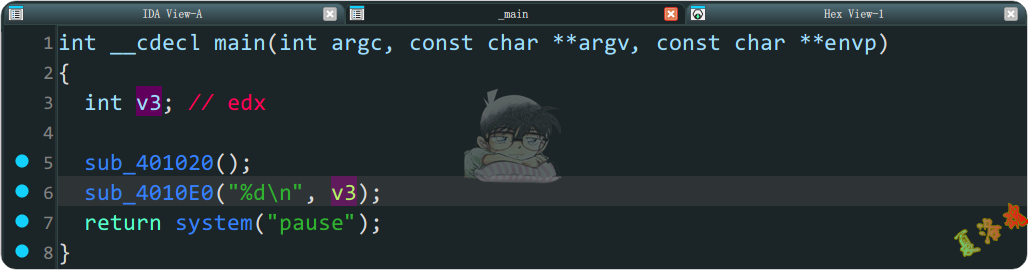 IDA View-A
_main
Hex View-1
1 int __cdecl main(int argc, const char **argv, const char **envp)
2 {
3   int v3; // edx
4
5   sub_401020();
6   sub_4010E0("%d\n", v3);
7   return system("pause");
8 }